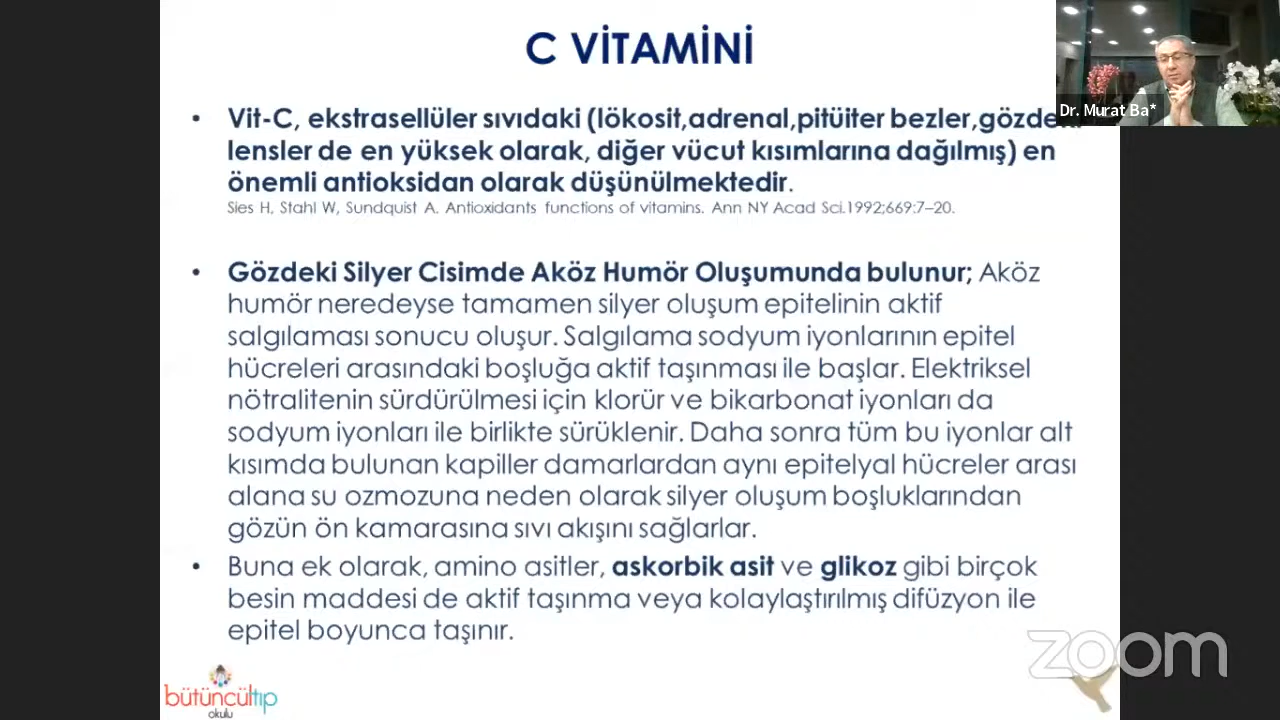 C VİTAMİNİ
Dr. Murat Ba*
• Vit-C, ekstrasellüler sıvıdaki (lökosit,adrenal,pitüiter bezler,
lensler de en yüksek olarak, diğer vücut kısımlarına dağılmış) en
önemli antioksidan olarak düşünülmektedir.
Sies H, Stahl W, Sundquist A. Antioxidants functions of vitamins. Ann NY Acad Sci.1992;669:7–20.
• Gözdeki Silyer Cisimde Aköz Humör Oluşumunda bulunur; Aköz
humör neredeyse tamamen silyer oluşum epitelinin aktif
salgılaması sonucu oluşur. Salgılama sodyum iyonlarının epitel
hücreleri arasındaki boşluğa aktif taşınması ile başlar. Elektriksel
nötralitenin sürdürülmesi için klorür ve bikarbonat iyonları da
sodyum iyonları ile birlikte sürüklenir. Daha sonra tüm bu iyonlar alt
kısımda bulunan kapiller damarlardan aynı epitelyal hücreler arası
alana su ozmozuna neden olarak silyer oluşum boşluklarından
gözün ön kamarasına sıvı akışını sağlarlar.
• Buna ek olarak, amino asitler, askorbik asit ve glikoz gibi birçok
besin maddesi de aktif taşınma veya kolaylaştırılmış difüzyon ile
epitel boyunca taşınır.
zoom
bütüncültıp
okulu